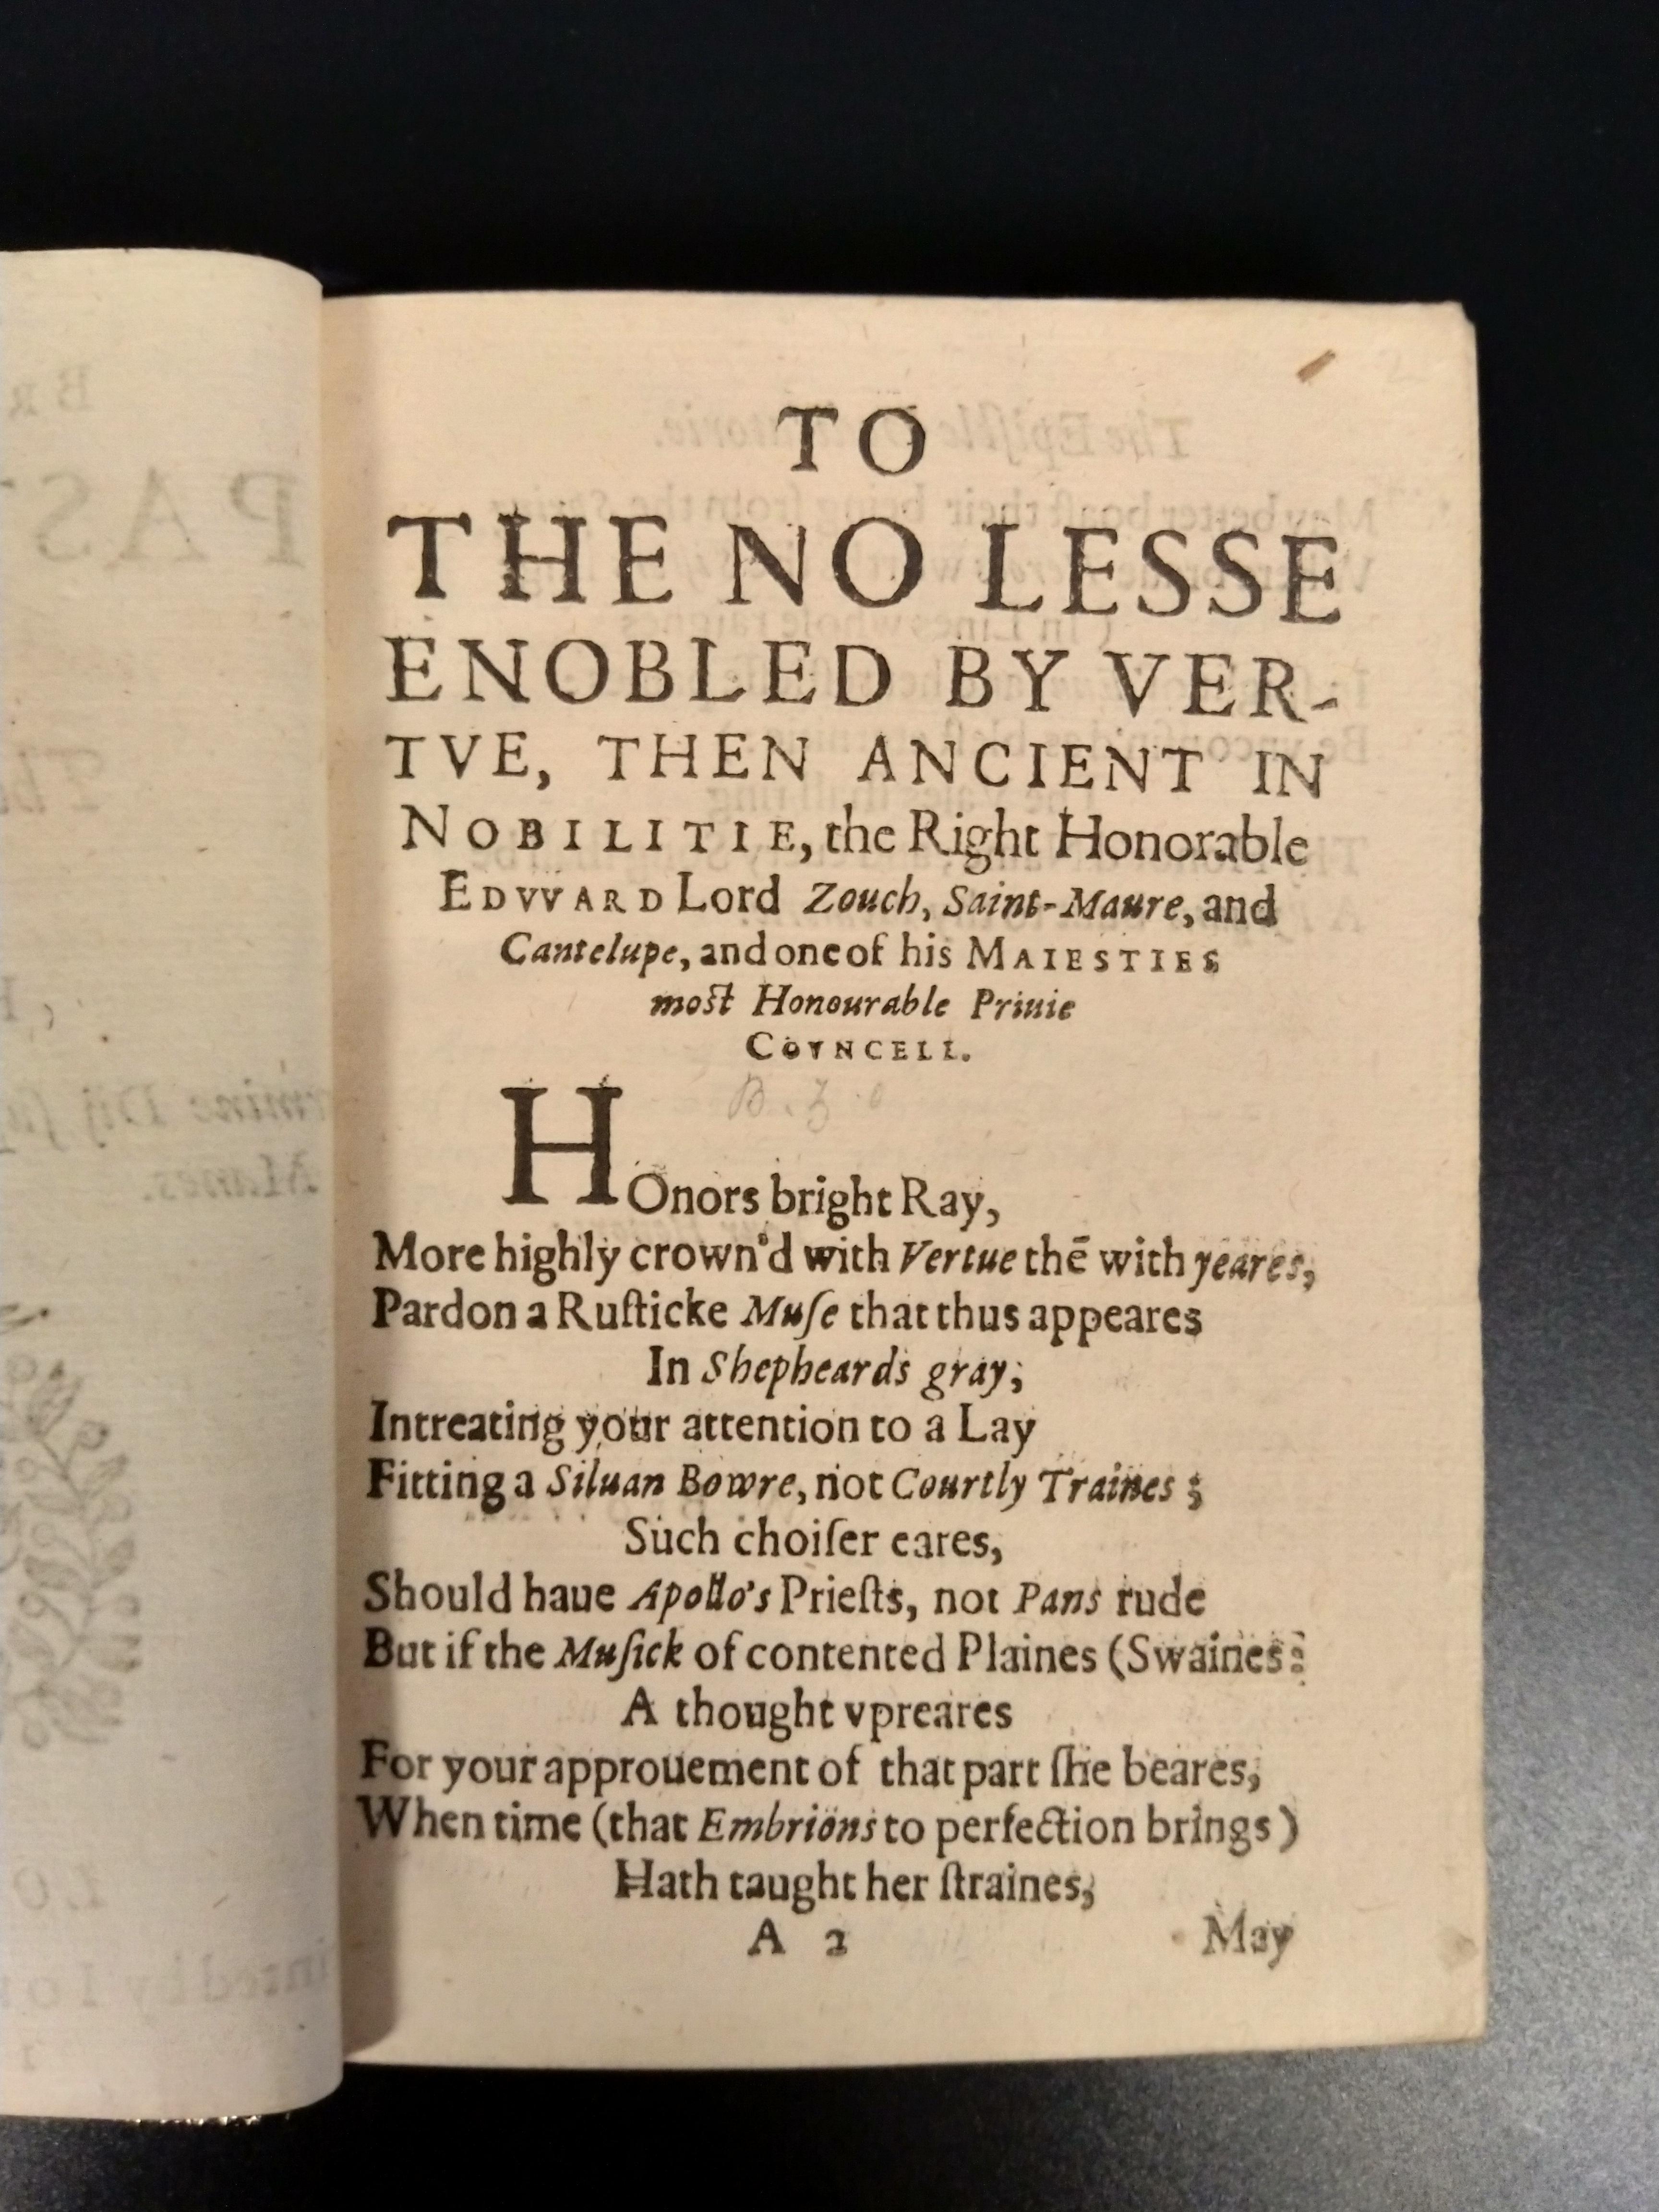 TO
THE NO LESSE
ENOBLED BY VER-
TVE, THEN ANCIENT IN
NOBILITIE, the Right Honorable
EDVVARD Lord Zouch, Saint-Maure, and
Cantelupe, and one of his MAIESTIES
most Honourable Priuie
COVNCELL.
HOnors bright Ray,
More highly crown'd with Vertue thē with yeares,
Pardon a Ruſticke Muſe that thus appeares
In Shepheards gray;
Intreating your attention to a Lay
Fitting a Siluan Bowre, not Courtly Traines;
Such choiſer eares,
Should haue Apollo's Prieſts, not Pans rude
But if the Muſick of contented Plaines (Swaines:
A thought vpreares
For your approuement of that part ſhe beares,
When time (that Embrions to perfection brings)
Hath taught her ſtraines,
A 2 May